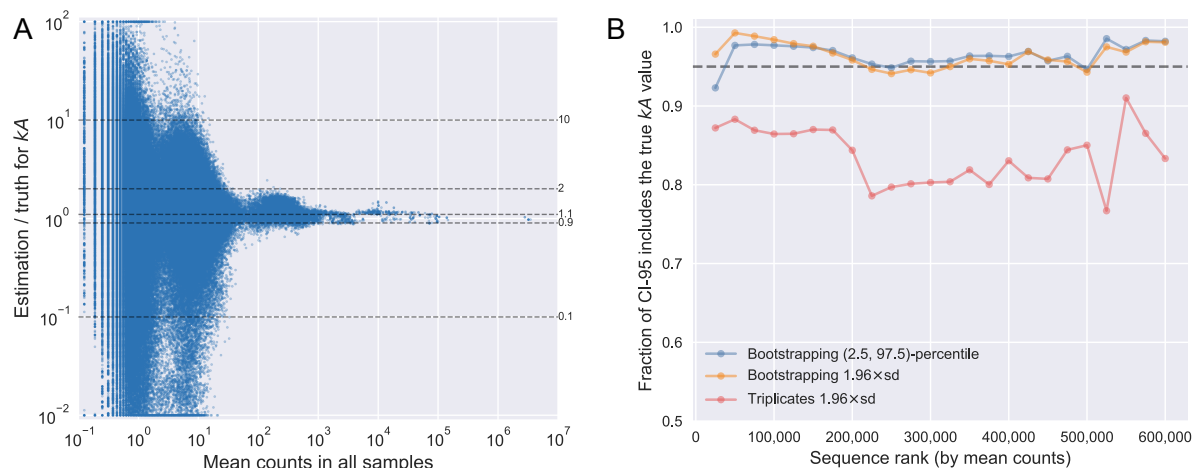 A
Estimation / truth for kA
10²
10¹
10⁰
10⁻¹
10⁻²
10
2
1.1
0.9
0.1
10⁻¹ 10⁰ 10¹ 10² 10³ 10⁴ 10⁵ 10⁶ 10⁷
Mean counts in all samples
B
Fraction of CI-95 includes the true kA value
1.0
0.9
0.8
0.7
0.6
0.5
Bootstrapping (2.5, 97.5)-percentile
Bootstrapping 1.96×sd
Triplicates 1.96×sd
0 100,000 200,000 300,000 400,000 500,000 600,000
Sequence rank (by mean counts)